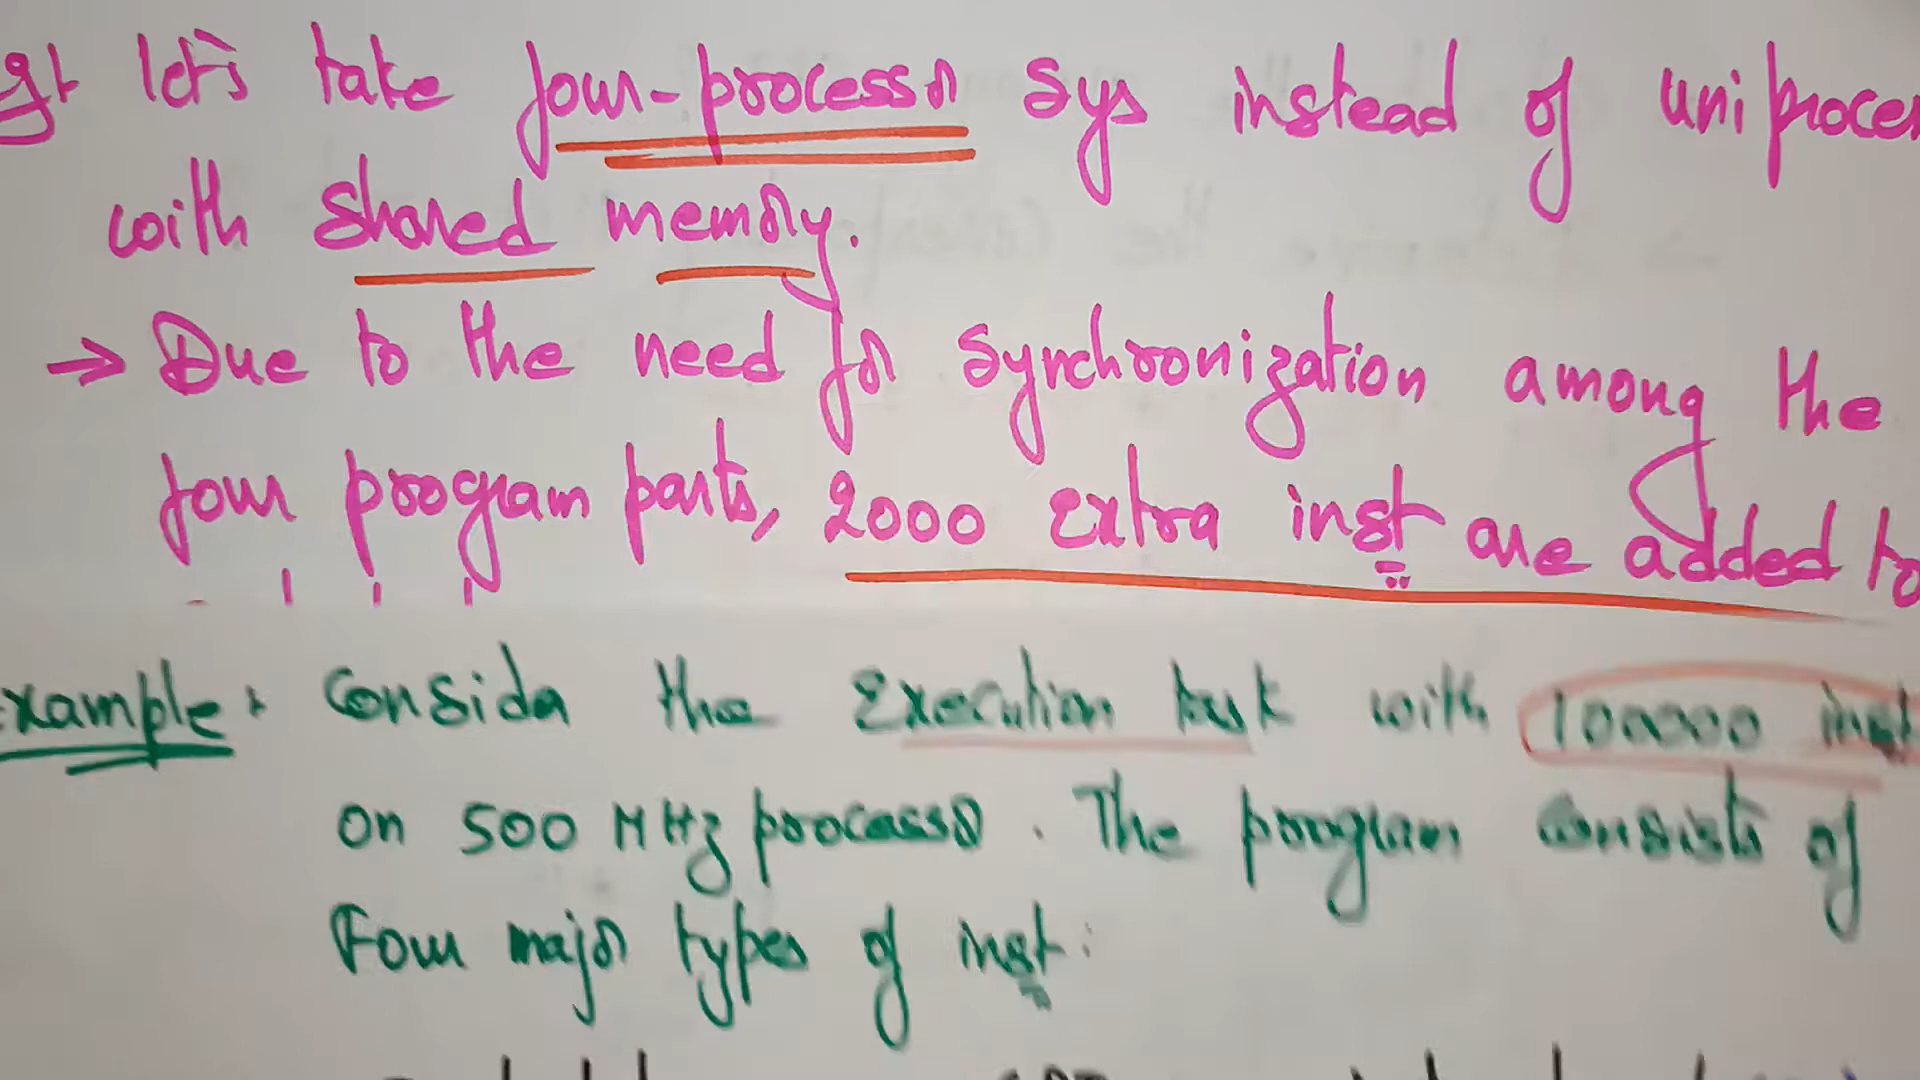 let's take four-processor sys instead of uniproces
with shared memory.
→ Due to the need for synchronization among the
four program parts, 2000 extra inst are added to
Example: Consider the Execution task with 100000 inst
on 500 MHz processor. The program consists of
Four major types of inst: